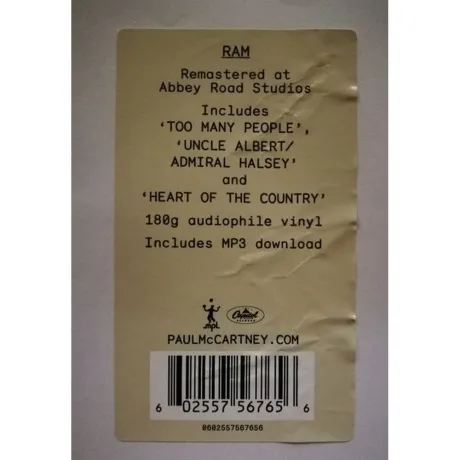 RAM
Remastered at
Abbey Road Studios
Includes
'TOO MANY PEOPLE',
'UNCLE ALBERT/
ADMIRAL HALSEY'
and
'HEART OF THE COUNTRY'
180g audiophile vinyl
Includes MP3 download
mpl
Capitol
RECORDS
PAULMcCARTNEY.COM
6 02557 56765 6
0602557567656